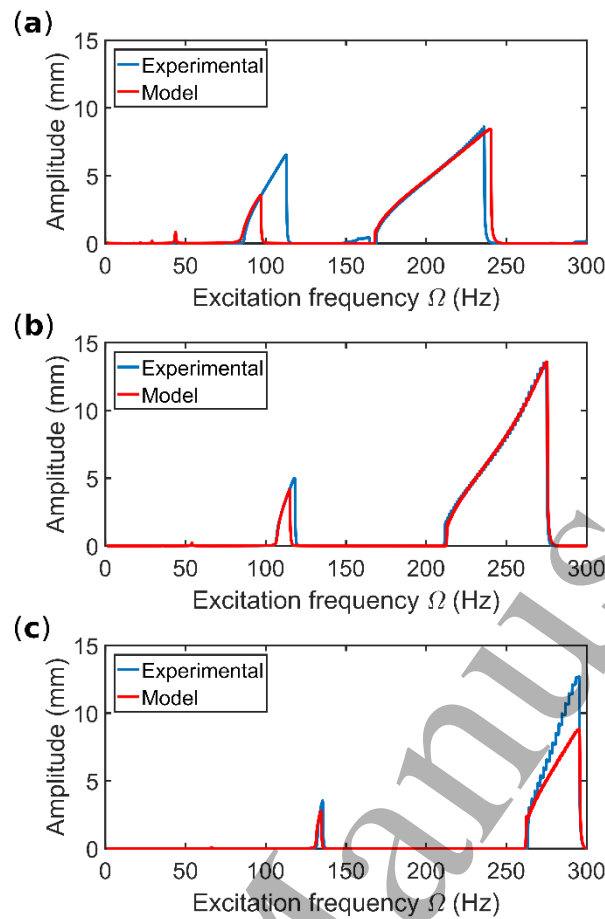 (a)
15
10
5
0
Amplitude (mm)
Experimental
Model
0 50 100 150 200 250 300
Excitation frequency Ω (Hz)
(b)
15
10
5
0
Amplitude (mm)
Experimental
Model
0 50 100 150 200 250 300
Excitation frequency Ω (Hz)
(c)
15
10
5
0
Amplitude (mm)
Experimental
Model
0 50 100 150 200 250 300
Excitation frequency Ω (Hz)
Manus